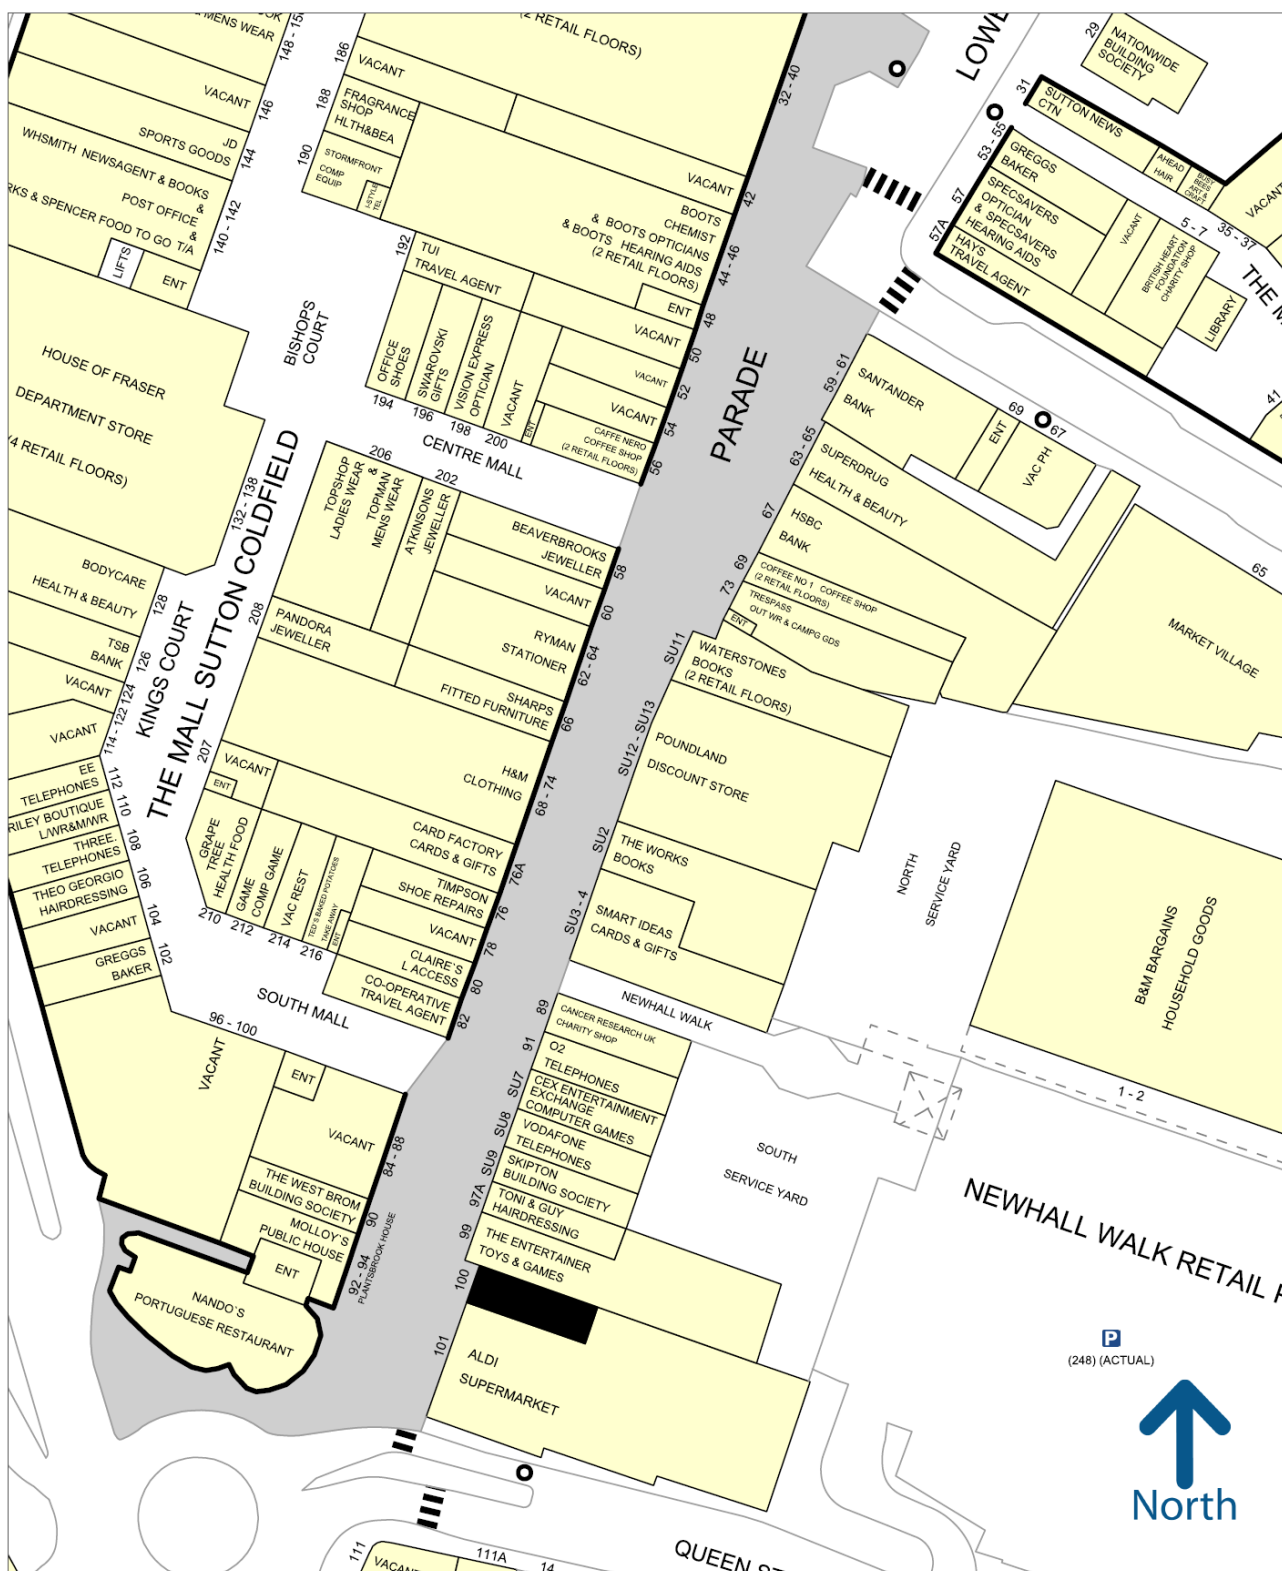 MENS WEAR
148 - 15
VACANT
146
JD
SPORTS GOODS
144
WHSMITH NEWSAGENT & BOOKS
POST OFFICE
&
RKS & SPENCER FOOD TO GO T/A
140 - 142
LIFTS
ENT
HOUSE OF FRASER
DEPARTMENT STORE
(4 RETAIL FLOORS)
132 - 138
BODYCARE
HEALTH & BEAUTY
128
TSB
BANK
126
VACANT
124
VACANT
114 - 122
EE
TELEPHONES
112
RILEY BOUTIQUE
L/WR&M/WR
110
THREE.
TELEPHONES
108
THEO GEORGIO
HAIRDRESSING
106
VACANT
104
GREGGS
BAKER
102
KINGS COURT
THE MALL SUTTON COLDFIELD
BISHOPS
COURT
(2 RETAIL FLOORS)
32 - 40
186
VACANT
VACANT
42
188
FRAGRANCE
SHOP
HLTH&BEA
190
STORMFRONT
COMP
EQUIP
I-STYLE
TEL
BOOTS
CHEMIST
& BOOTS OPTICIANS
& BOOTS HEARING AIDS
(2 RETAIL FLOORS)
44 - 46
ENT
48
192
TUI
TRAVEL AGENT
VACANT
50
VACANT
52
VACANT
54
CAFFE NERO
COFFEE SHOP
(2 RETAIL FLOORS)
56
OFFICE
SHOES
194
SWAROVSKI
GIFTS
196
VISION EXPRESS
OPTICIAN
198
VACANT
200
ENT
CENTRE MALL
206
202
TOPSHOP
LADIES WEAR
&
TOPMAN
MENS WEAR
ATKINSONS
JEWELLER
BEAVERBROOKS
JEWELLER
58
VACANT
60
RYMAN
STATIONER
62 - 64
SHARPS
FITTED FURNITURE
66
208
PANDORA
JEWELLER
H&M
CLOTHING
68 - 74
207
VACANT
ENT
CARD FACTORY
CARDS & GIFTS
76A
TIMPSON
SHOE REPAIRS
76
VACANT
78
CLAIRE`S
L ACCESS
80
CO-OPERATIVE
TRAVEL AGENT
82
GRAPE
TREE
HEALTH FOOD
210
GAME
COMP GAME
212
VAC REST
214
TED'S BAKED POTATOES
TAKE AWAY
216
ENT
SOUTH MALL
96 - 100
VACANT
ENT
VACANT
84 - 88
THE WEST BROM
BUILDING SOCIETY
90
MOLLOY`S
PUBLIC HOUSE
92 - 94
PLANTSBROOK HOUSE
ENT
NANDO`S
PORTUGUESE RESTAURANT
PARADE
LOWE
29
NATIONWIDE
BUILDING
SOCIETY
31
SUTTON NEWS
CTN
AHEAD
HAIR
BUSY
BEES
ART &
CRAFT
VACANT
35 - 37
53 - 55
GREGGS
BAKER
57
SPECSAVERS
OPTICIAN
& SPECSAVERS
HEARING AIDS
57A
HAYS
TRAVEL AGENT
VACANT
5 - 7
BRITISH HEART
FOUNDATION
CHARITY SHOP
LIBRARY
THE M
41
59 - 61
SANTANDER
BANK
69
ENT
67
VAC PH
63 - 65
SUPERDRUG
HEALTH & BEAUTY
67
HSBC
BANK
69
COFFEE NO 1 COFFEE SHOP
(2 RETAIL FLOORS)
73
TRESPASS
OUT WR & CAMPG GDS
ENT
65
MARKET VILLAGE
SU11
WATERSTONES
BOOKS
(2 RETAIL FLOORS)
SU12 - SU13
POUNDLAND
DISCOUNT STORE
SU2
THE WORKS
BOOKS
SU3 - 4
SMART IDEAS
CARDS & GIFTS
NORTH
SERVICE YARD
B&M BARGAINS
HOUSEHOLD GOODS
1 - 2
NEWHALL WALK
89
CANCER RESEARCH UK
CHARITY SHOP
91
O2
TELEPHONES
SU7
CEX ENTERTAINMENT
EXCHANGE
COMPUTER GAMES
SU8
VODAFONE
TELEPHONES
SU9
SKIPTON
BUILDING SOCIETY
97A
TONI & GUY
HAIRDRESSING
99
THE ENTERTAINER
TOYS & GAMES
100
101
ALDI
SUPERMARKET
SOUTH
SERVICE YARD
NEWHALL WALK RETAIL P
P
(248) (ACTUAL)
North
QUEEN ST
111
VACANT
111A
14